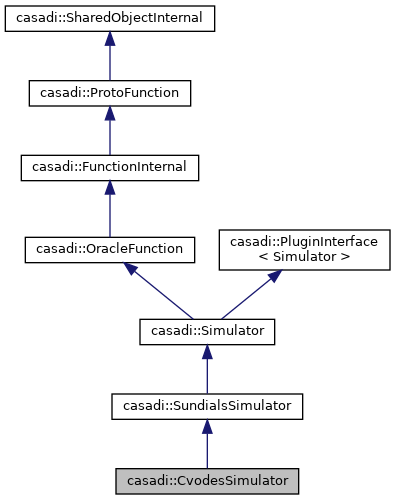 casadi::SharedObjectInternal
casadi::ProtoFunction
casadi::FunctionInternal
casadi::OracleFunction
casadi::PluginInterface
< Simulator >
casadi::Simulator
casadi::SundialsSimulator
casadi::CvodesSimulator